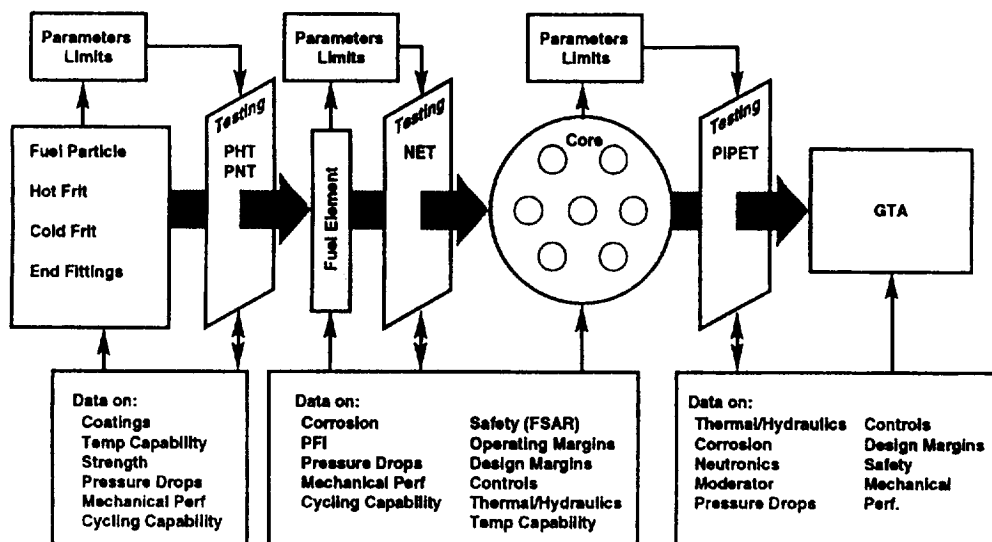 Parameters
Limits
Parameters
Limits
Parameters
Limits
Testing
PHT
PNT
Testing
NET
Testing
PIPET
Fuel Particle
Hot Frit
Cold Frit
End Fittings
Fuel Element
Core
GTA
Data on:
Coatings
Temp Capability
Strength
Pressure Drops
Mechanical Perf
Cycling Capability
Data on:
Corrosion
PFI
Pressure Drops
Mechanical Perf
Cycling Capability
Safety (FSAR)
Operating Margins
Design Margins
Controls
Thermal/Hydraulics
Temp Capability
Data on:
Thermal/Hydraulics
Corrosion
Neutronics
Moderator
Pressure Drops
Controls
Design Margins
Safety
Mechanical
Perf.